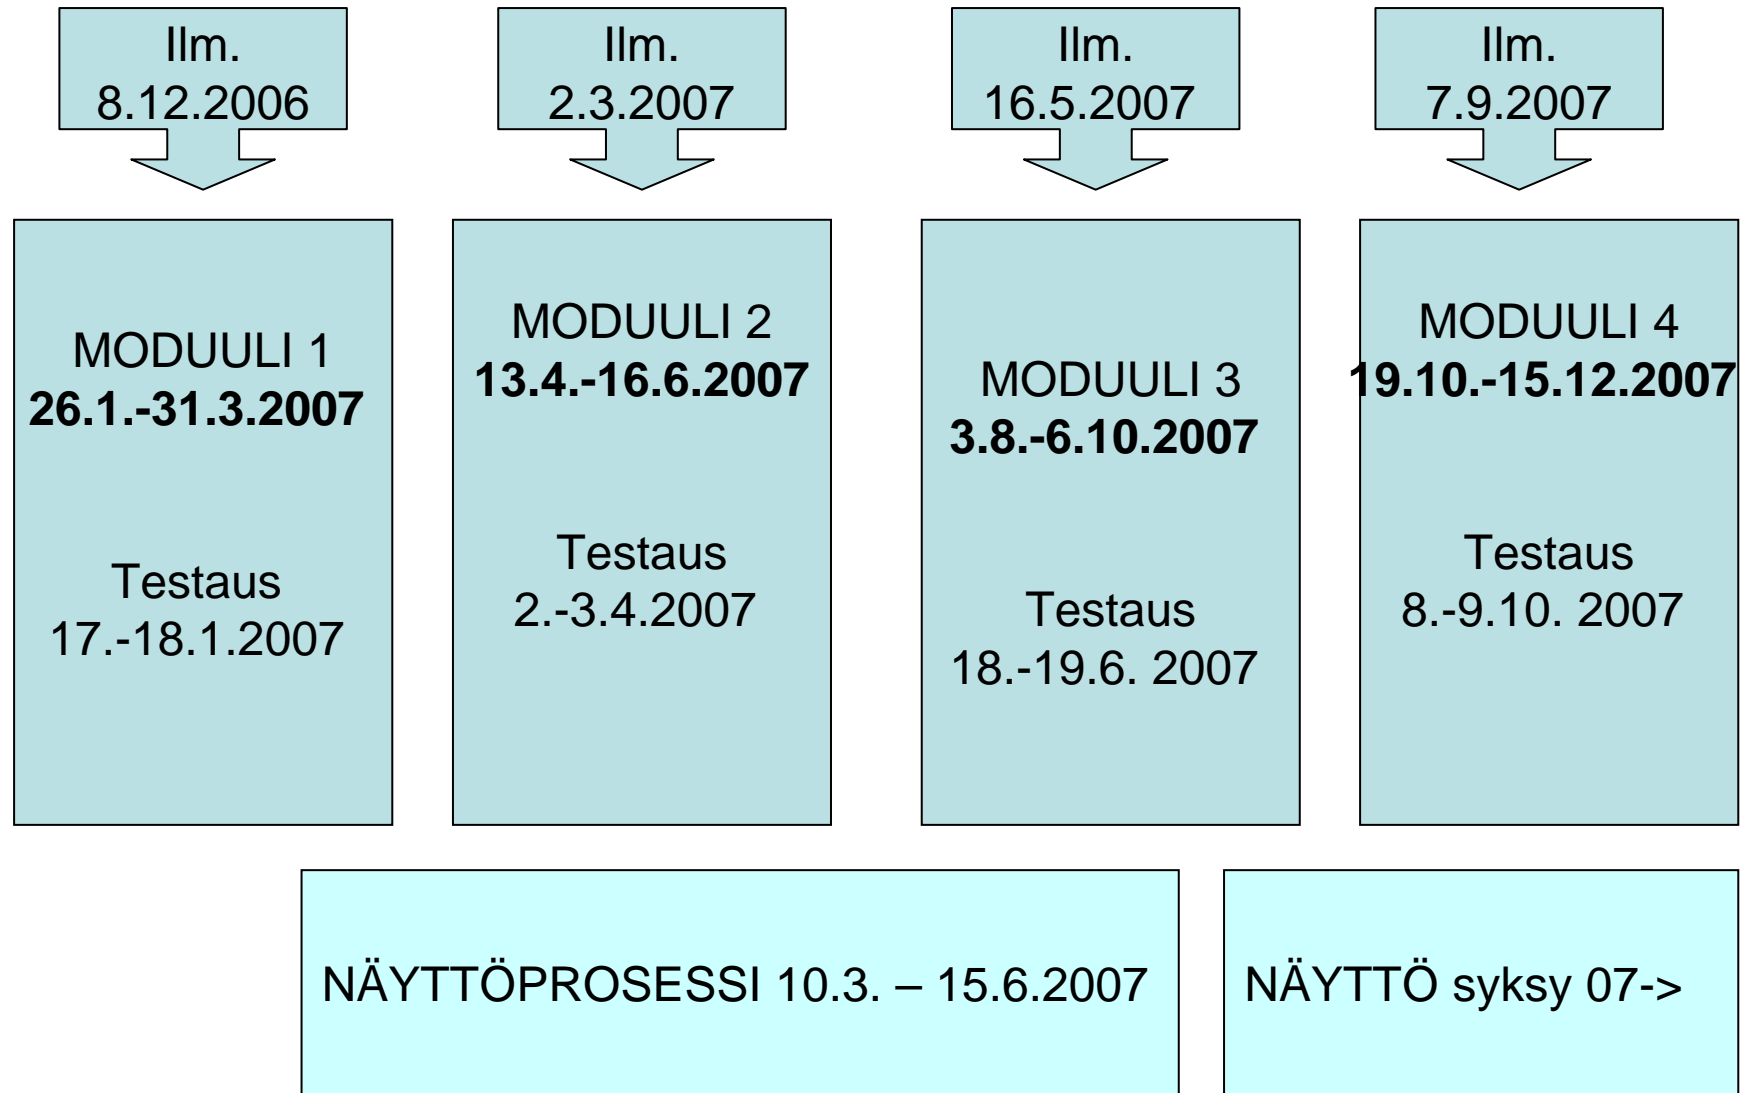 Ilm.
8.12.2006
Ilm.
2.3.2007
Ilm.
16.5.2007
Ilm.
7.9.2007
MODUULI 1
26.1.-31.3.2007
Testaus
17.-18.1.2007
MODUULI 2
13.4.-16.6.2007
Testaus
2.-3.4.2007
MODUULI 3
3.8.-6.10.2007
Testaus
18.-19.6. 2007
MODUULI 4
19.10.-15.12.2007
Testaus
8.-9.10. 2007
NÄYTTÖPROSESSI 10.3. – 15.6.2007
NÄYTTÖ syksy 07->